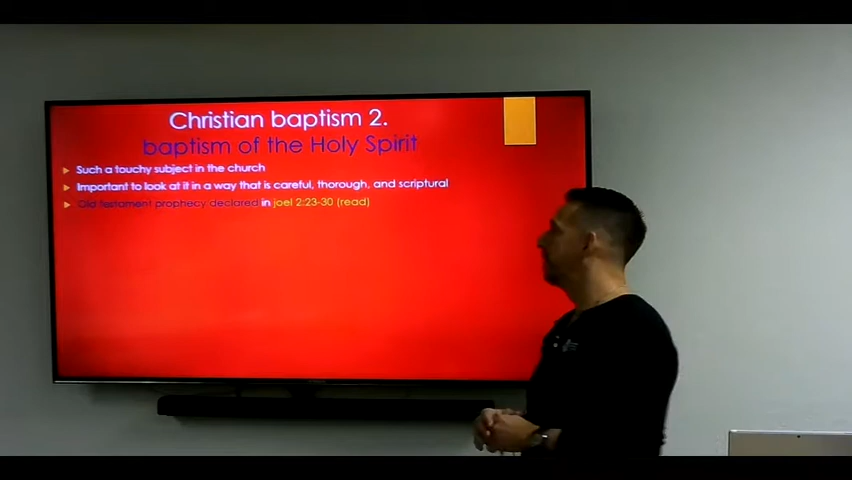 Christian baptism 2.
baptism of the Holy Spirit
Such a touchy subject in the church
Important to look at it in a way that is careful, thorough, and scriptural
Old testament prophecy declared in joel 2:23-30 (read)